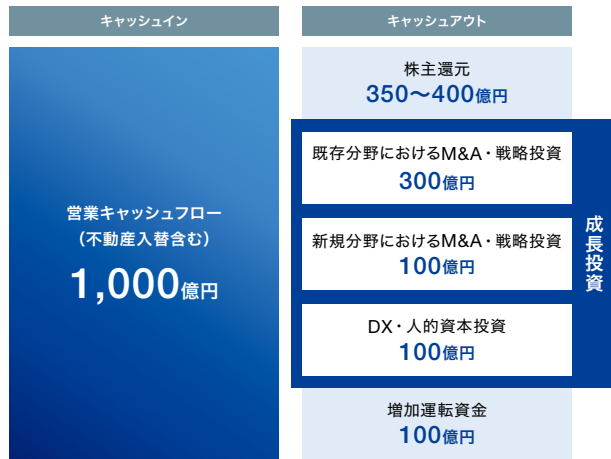 キャッシュイン
キャッシュアウト
営業キャッシュフロー
（不動産入替含む）
1,000億円
株主還元
350〜400億円
既存分野におけるM&A・戦略投資
300億円
新規分野におけるM&A・戦略投資
100億円
DX・人的資本投資
100億円
成長投資
増加運転資金
100億円